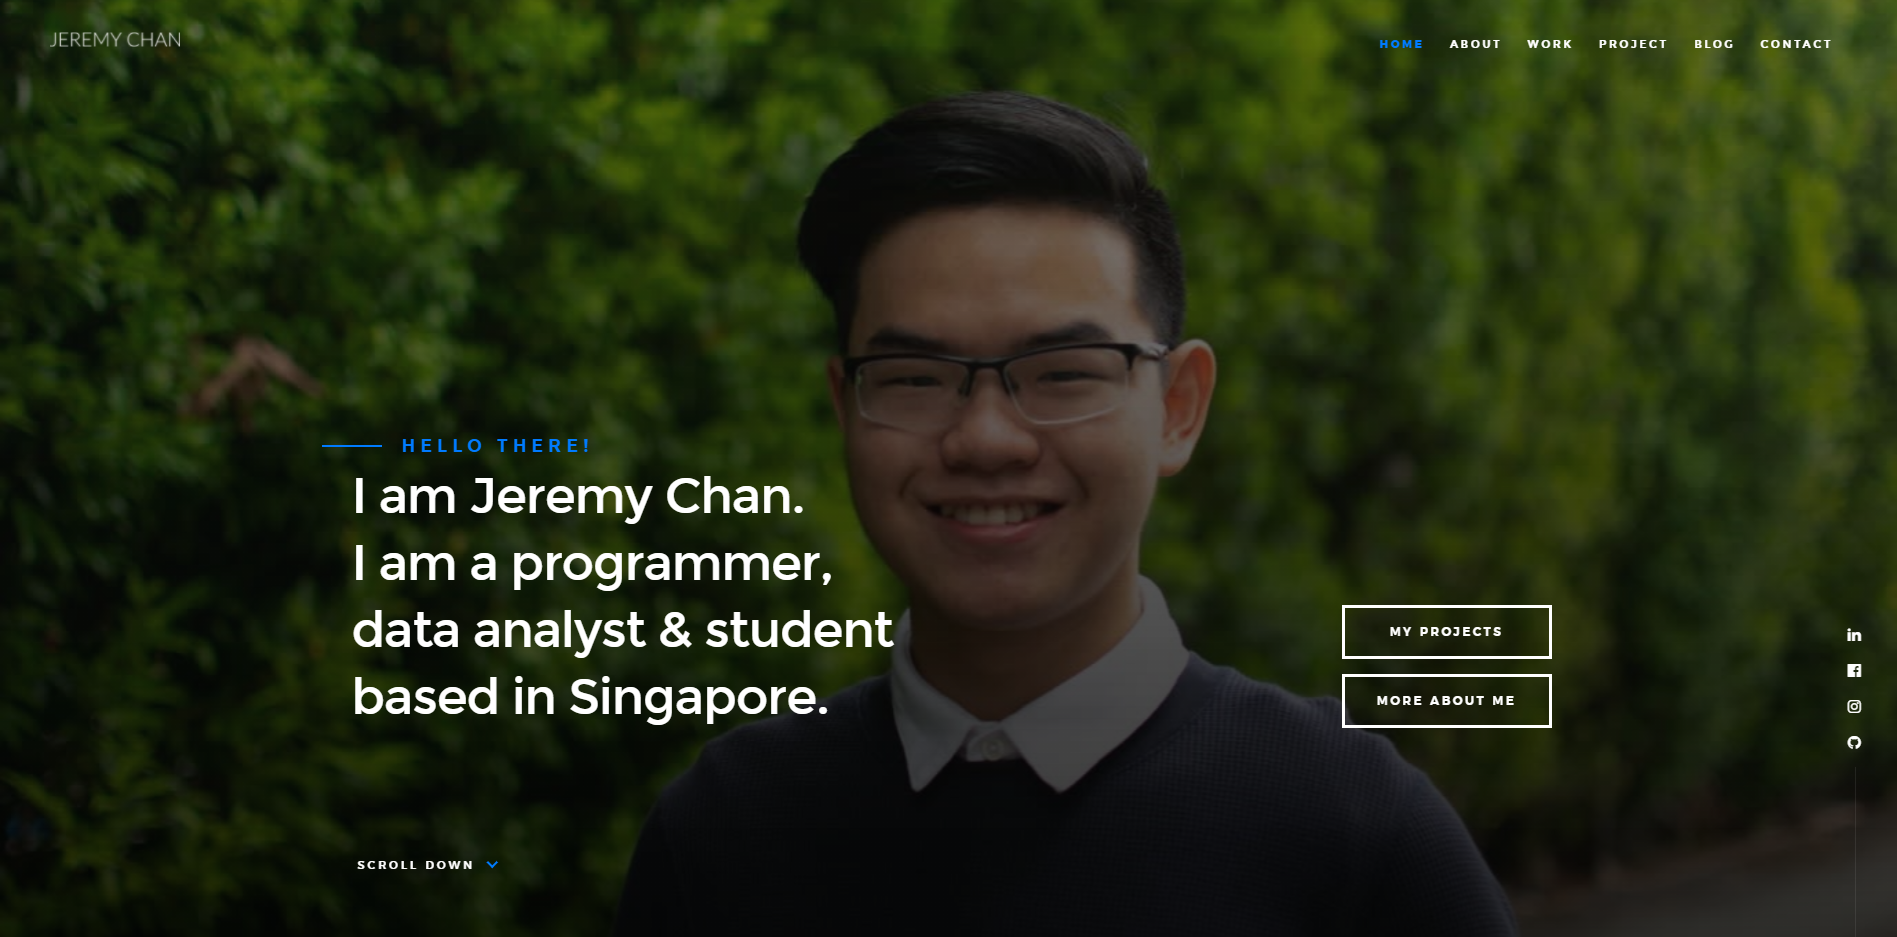 JEREMY CHAN
HOME ABOUT WORK PROJECT BLOG CONTACT
HELLO THERE!
I am Jeremy Chan.
I am a programmer,
data analyst & student
based in Singapore.
MY PROJECTS
MORE ABOUT ME
SCROLL DOWN